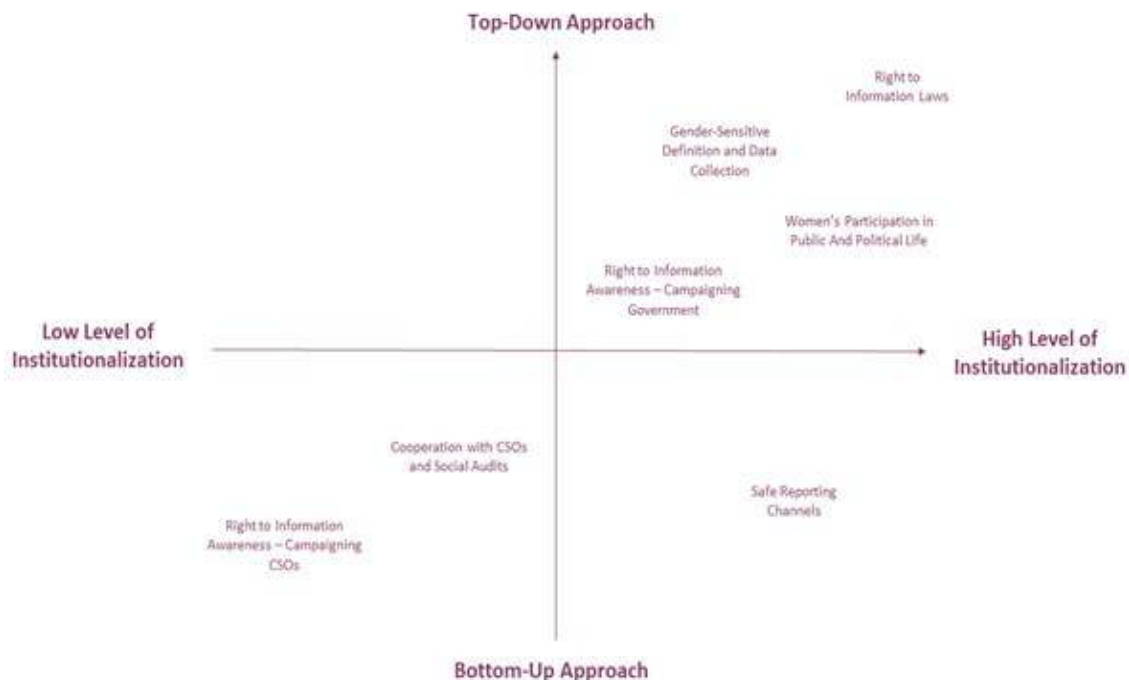 Top-Down Approach
Right to
Information Laws
Gender-Sensitive
Definition and Data
Collection
Women's Participation in
Public And Political Life
Right to Information
Awareness – Campaigning
Government
Low Level of
Institutionalization
High Level of
Institutionalization
Cooperation with CSOs
and Social Audits
Safe Reporting
Channels
Right to Information
Awareness – Campaigning
CSOs
Bottom-Up Approach